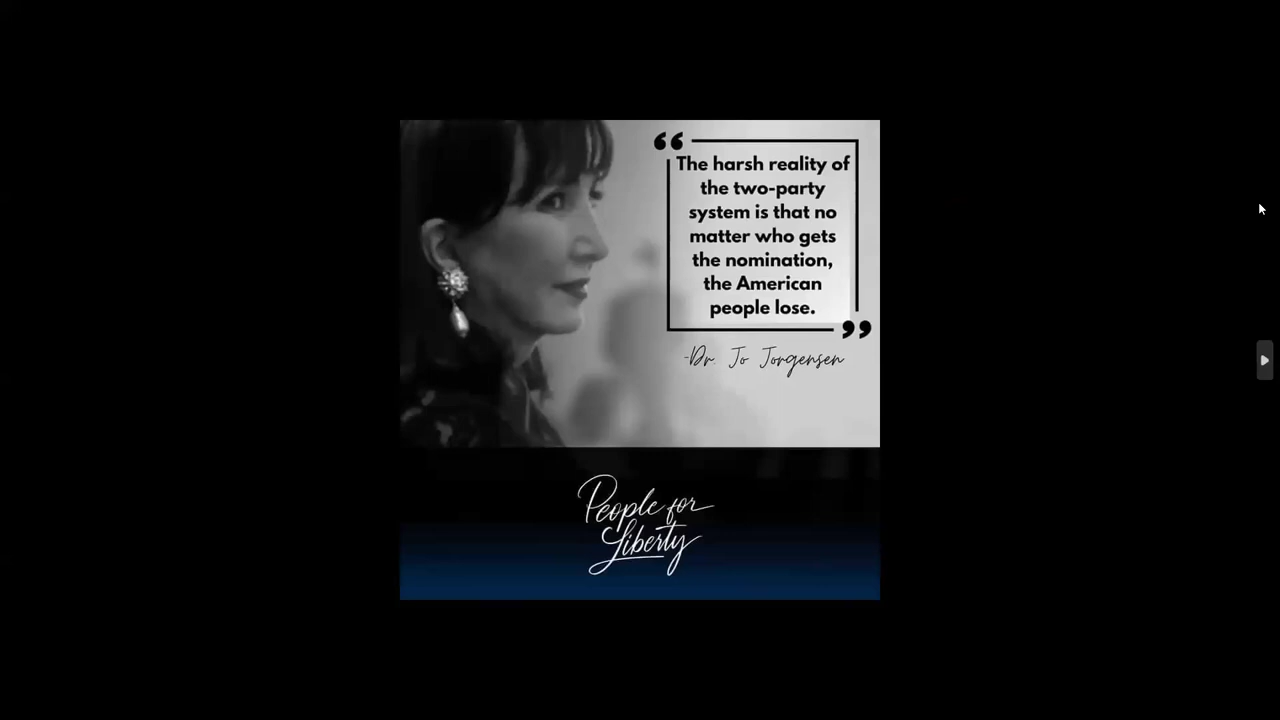 “
The harsh reality of
the two-party
system is that no
matter who gets
the nomination,
the American
people lose.
”
-Dr. Jo Jorgensen
People for
Liberty